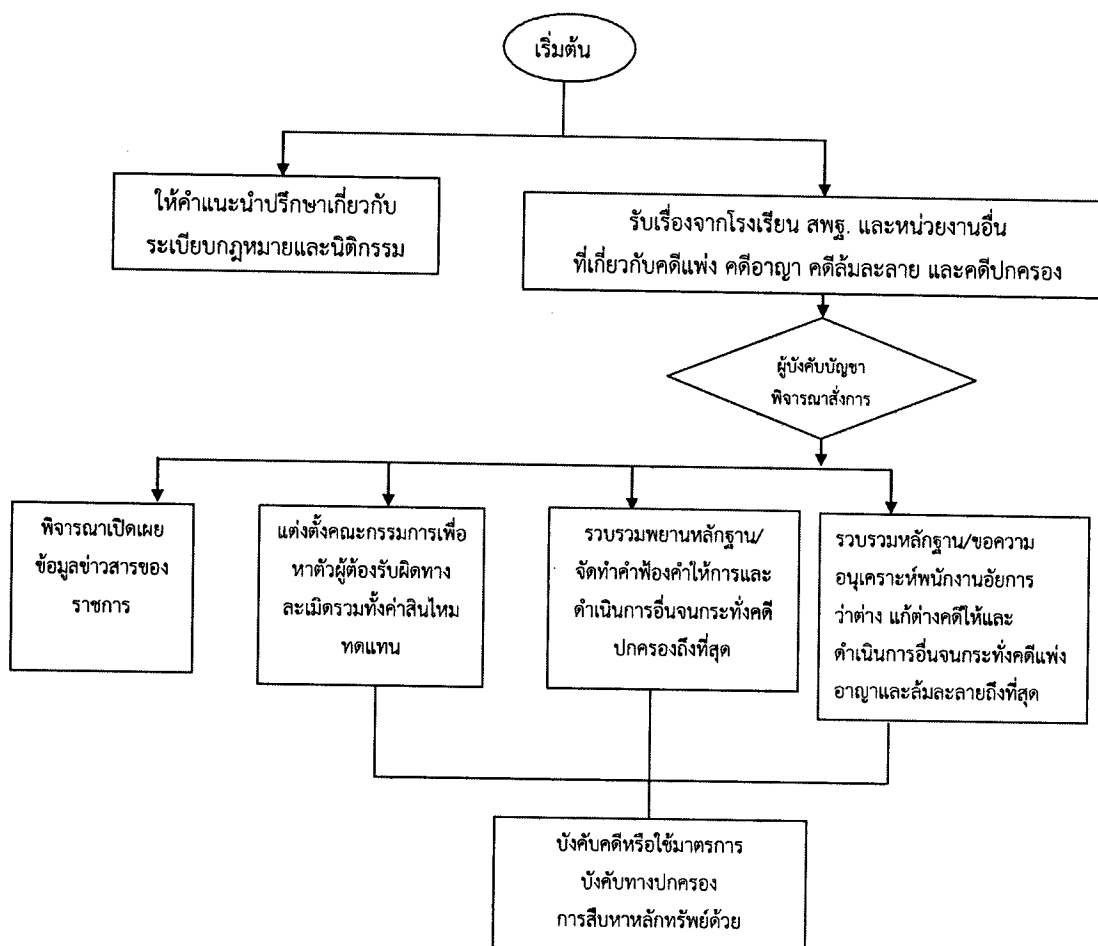 เริ่มต้น
ให้คำแนะนำปรึกษาเกี่ยวกับ
ระเบียบกฎหมายและนิติกรรม
รับเรื่องจากโรงเรียน สพฐ. และหน่วยงานอื่น
ที่เกี่ยวกับคดีแพ่ง คดีอาญา คดีล้มละลาย และคดีปกครอง
ผู้บังคับบัญชา
พิจารณาสั่งการ
พิจารณาเปิดเผย
ข้อมูลข่าวสารของ
ราชการ
แต่งตั้งคณะกรรมการเพื่อ
หาตัวผู้ต้องรับผิดทาง
ละเมิดรวมทั้งค่าสินไหม
ทดแทน
รวบรวมพยานหลักฐาน/
จัดทำคำฟ้องคำให้การและ
ดำเนินการอื่นจนกระทั่งคดี
ปกครองถึงที่สุด
รวบรวมหลักฐาน/ขอความ
อนุเคราะห์พนักงานอัยการ
ว่าต่าง แก้ต่างคดีให้และ
ดำเนินการอื่นจนกระทั่งคดีแพ่ง
อาญาและล้มละลายถึงที่สุด
บังคับคดีหรือใช้มาตรการ
บังคับทางปกครอง
การสืบหาหลักทรัพย์ด้วย